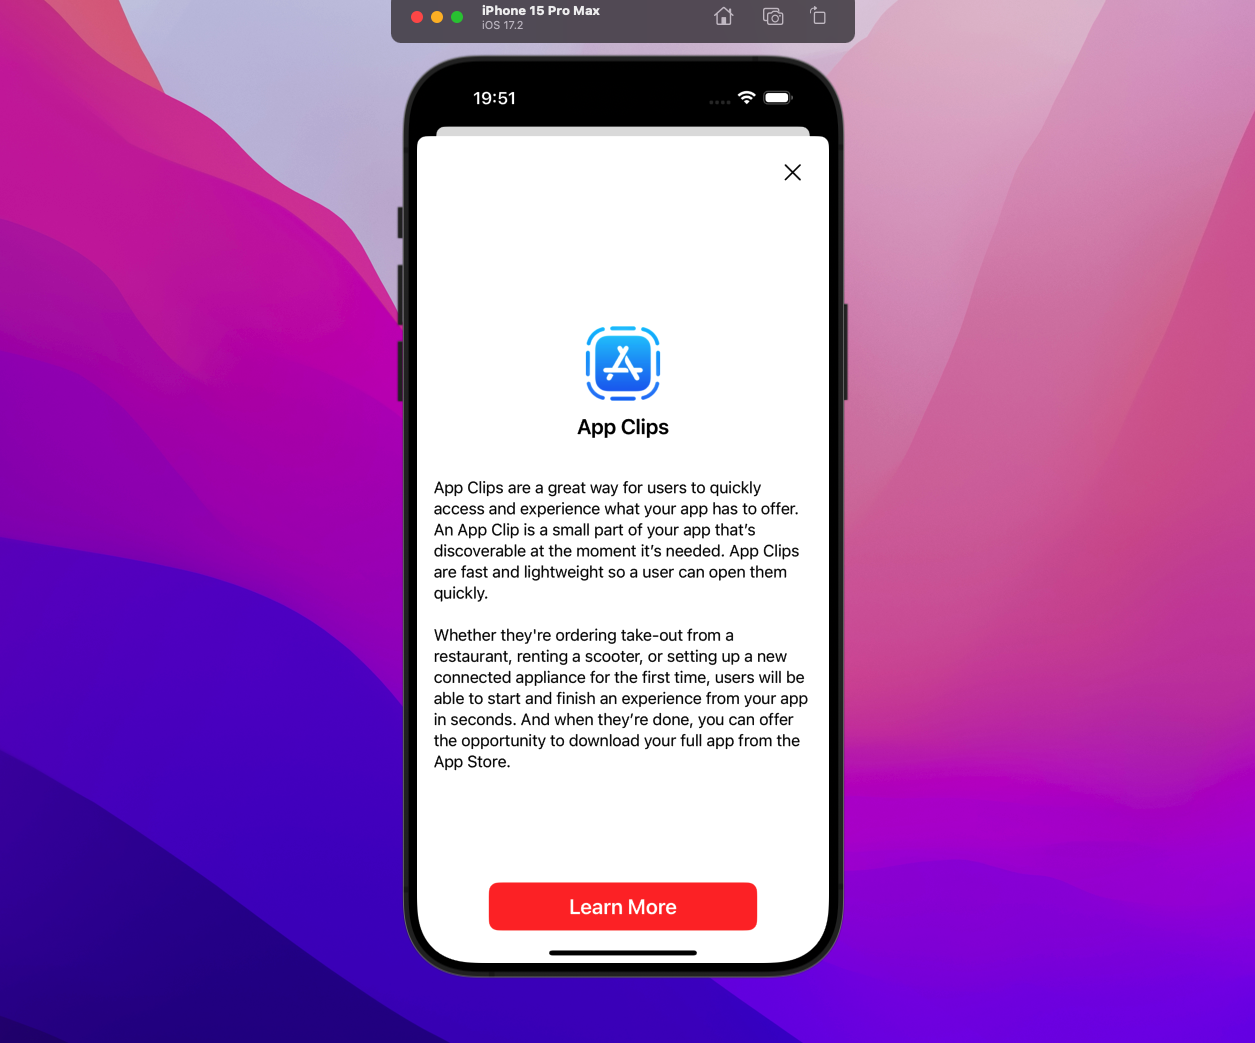 iPhone 15 Pro Max
iOS 17.2
19:51
App Clips
App Clips are a great way for users to quickly
access and experience what your app has to offer.
An App Clip is a small part of your app that’s
discoverable at the moment it’s needed. App Clips
are fast and lightweight so a user can open them
quickly.
Whether they're ordering take-out from a
restaurant, renting a scooter, or setting up a new
connected appliance for the first time, users will be
able to start and finish an experience from your app
in seconds. And when they’re done, you can offer
the opportunity to download your full app from the
App Store.
Learn More